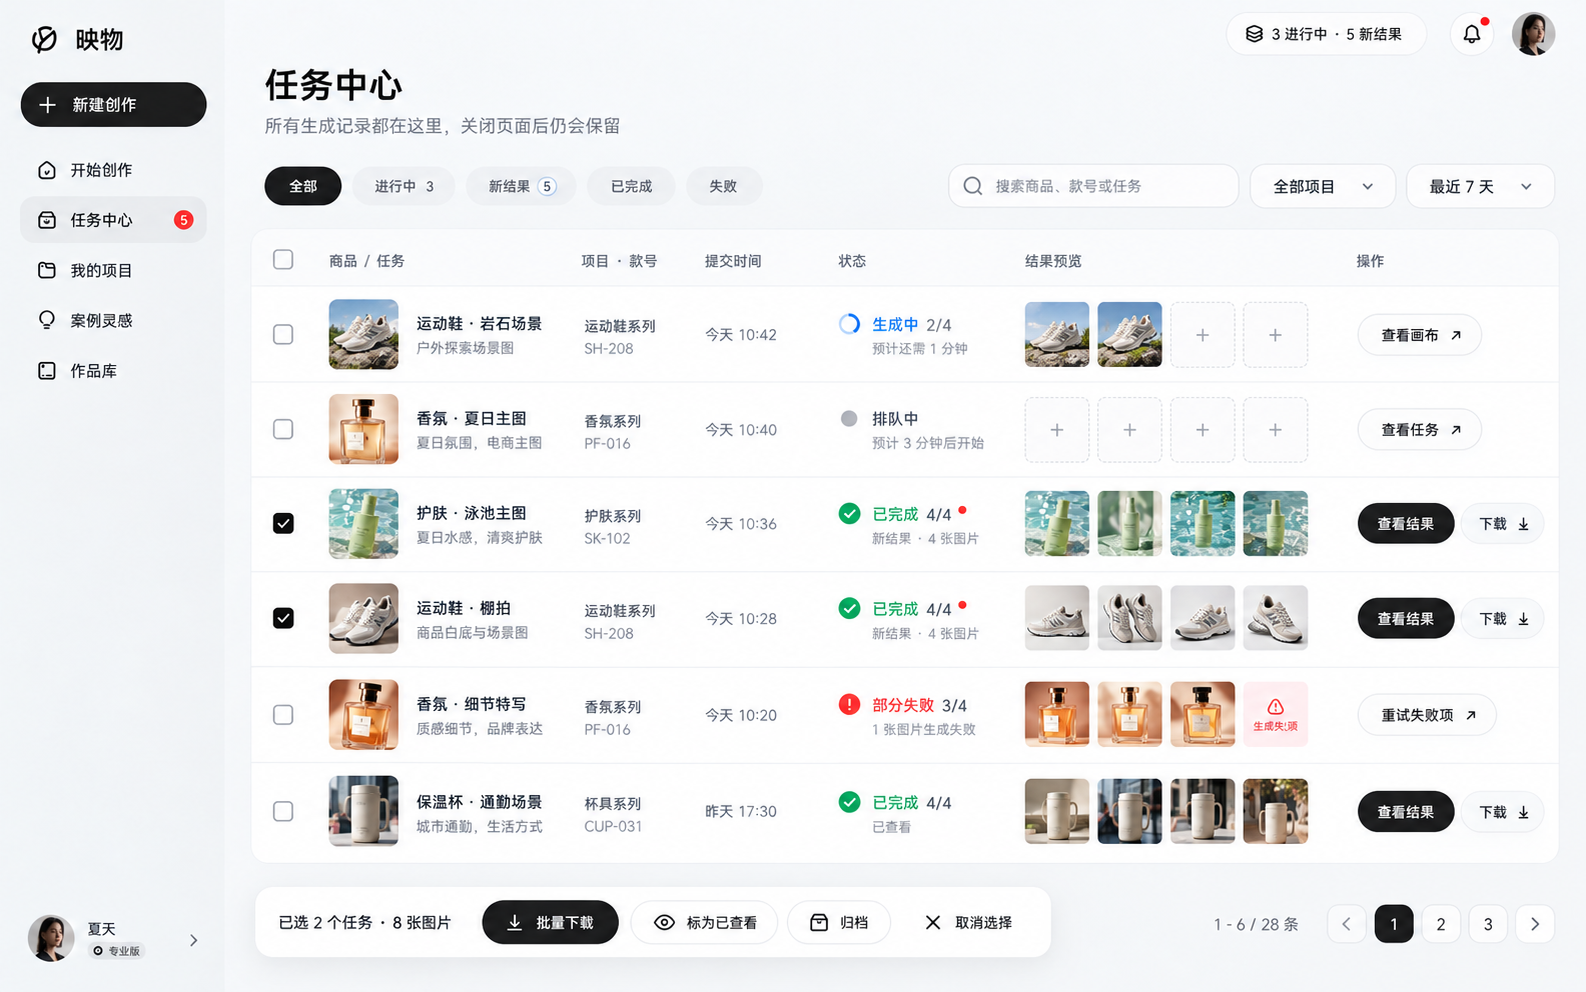 映物
3 进行中 · 5 新结果
新建创作
开始创作
任务中心 5
我的项目
案例灵感
作品库
夏天
专业版
任务中心
所有生成记录都在这里，关闭页面后仍会保留
全部 进行中 3 新结果 5 已完成 失败
搜索商品、款号或任务 全部项目 最近 7 天
商品 / 任务 项目 · 款号 提交时间 状态 结果预览 操作
运动鞋 · 岩石场景
户外探索场景图
运动鞋系列
SH-208
今天 10:42
生成中 2/4
预计还需 1 分钟
查看画布
香氛 · 夏日主图
夏日氛围，电商主图
香氛系列
PF-016
今天 10:40
排队中
预计 3 分钟后开始
查看任务
护肤 · 泳池主图
夏日水感，清爽护肤
护肤系列
SK-102
今天 10:36
已完成 4/4
新结果 · 4 张图片
查看结果 下载
运动鞋 · 棚拍
商品白底与场景图
运动鞋系列
SH-208
今天 10:28
已完成 4/4
新结果 · 4 张图片
查看结果 下载
香氛 · 细节特写
质感细节，品牌表达
香氛系列
PF-016
今天 10:20
部分失败 3/4
1 张图片生成失败
重试失败项
保温杯 · 通勤场景
城市通勤，生活方式
杯具系列
CUP-031
昨天 17:30
已完成 4/4
已查看
查看结果 下载
已选 2 个任务 · 8 张图片 批量下载 标为已查看 归档 取消选择
1 - 6 / 28 条 1 2 3